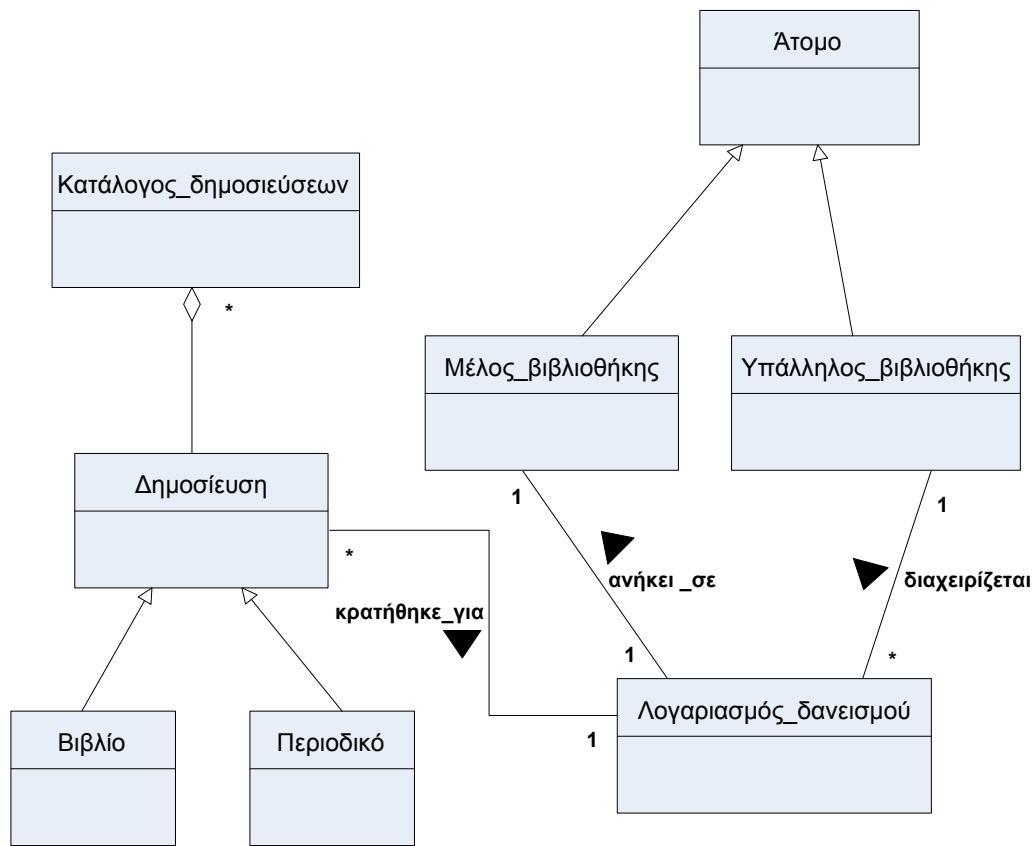 Άτομο
Κατάλογος_δημοσιεύσεων
*
Μέλος_βιβλιοθήκης
Υπάλληλος_βιβλιοθήκης
Δημοσίευση
1
1
*
ανήκει _σε
διαχειρίζεται
κρατήθηκε_για
1
*
Λογαριασμός_δανεισμού
Βιβλίο
Περιοδικό
1